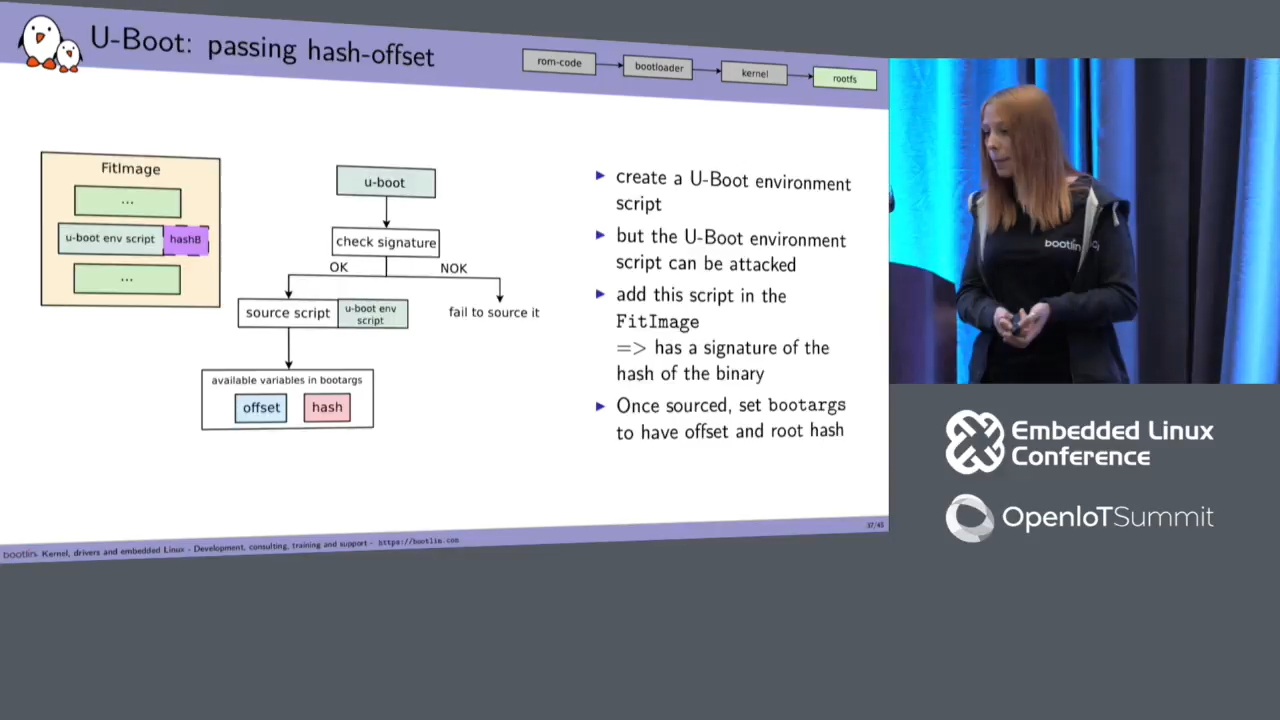 U-Boot: passing hash-offset
rom-code
bootloader
kernel
rootfs
FitImage
...
u-boot env script
hashB
...
u-boot
check signature
OK
NOK
source script
u-boot env
script
fail to source it
available variables in bootargs
offset
hash
create a U-Boot environment
script
but the U-Boot environment
script can be attacked
add this script in the
FitImage
=> has a signature of the
hash of the binary
Once sourced, set bootargs
to have offset and root hash
bootlin
Embedded Linux
Conference
OpenIoTSummit
bootlin - Kernel, drivers and embedded Linux - Development, consulting, training and support - https://bootlin.com
37/45